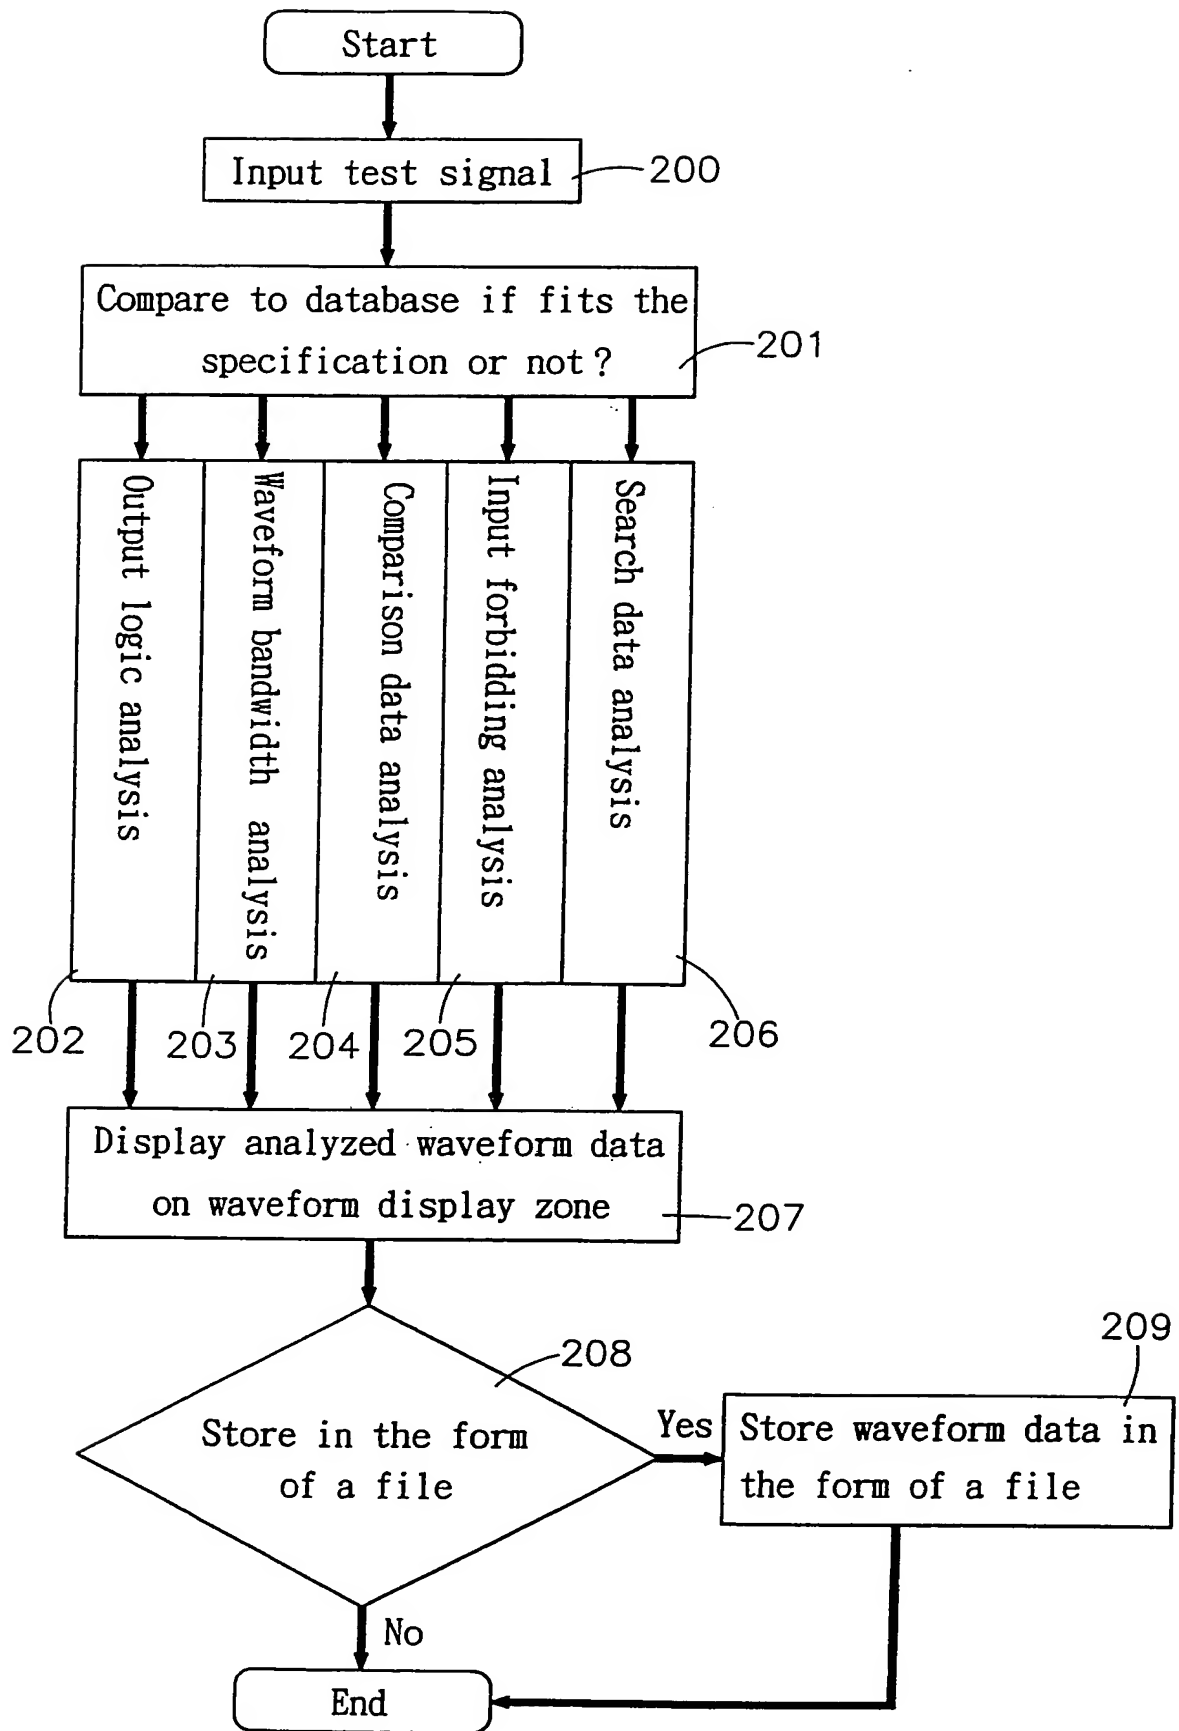 Start
Input test signal
200
Compare to database if fits the
specification or not?
201
Output logic analysis
Waveform bandwidth analysis
Comparison data analysis
Input forbidding analysis
Search data analysis
202
203
204
205
206
Display analyzed waveform data
on waveform display zone
207
208
209
Store in the form
of a file
Yes
Store waveform data in
the form of a file
No
End